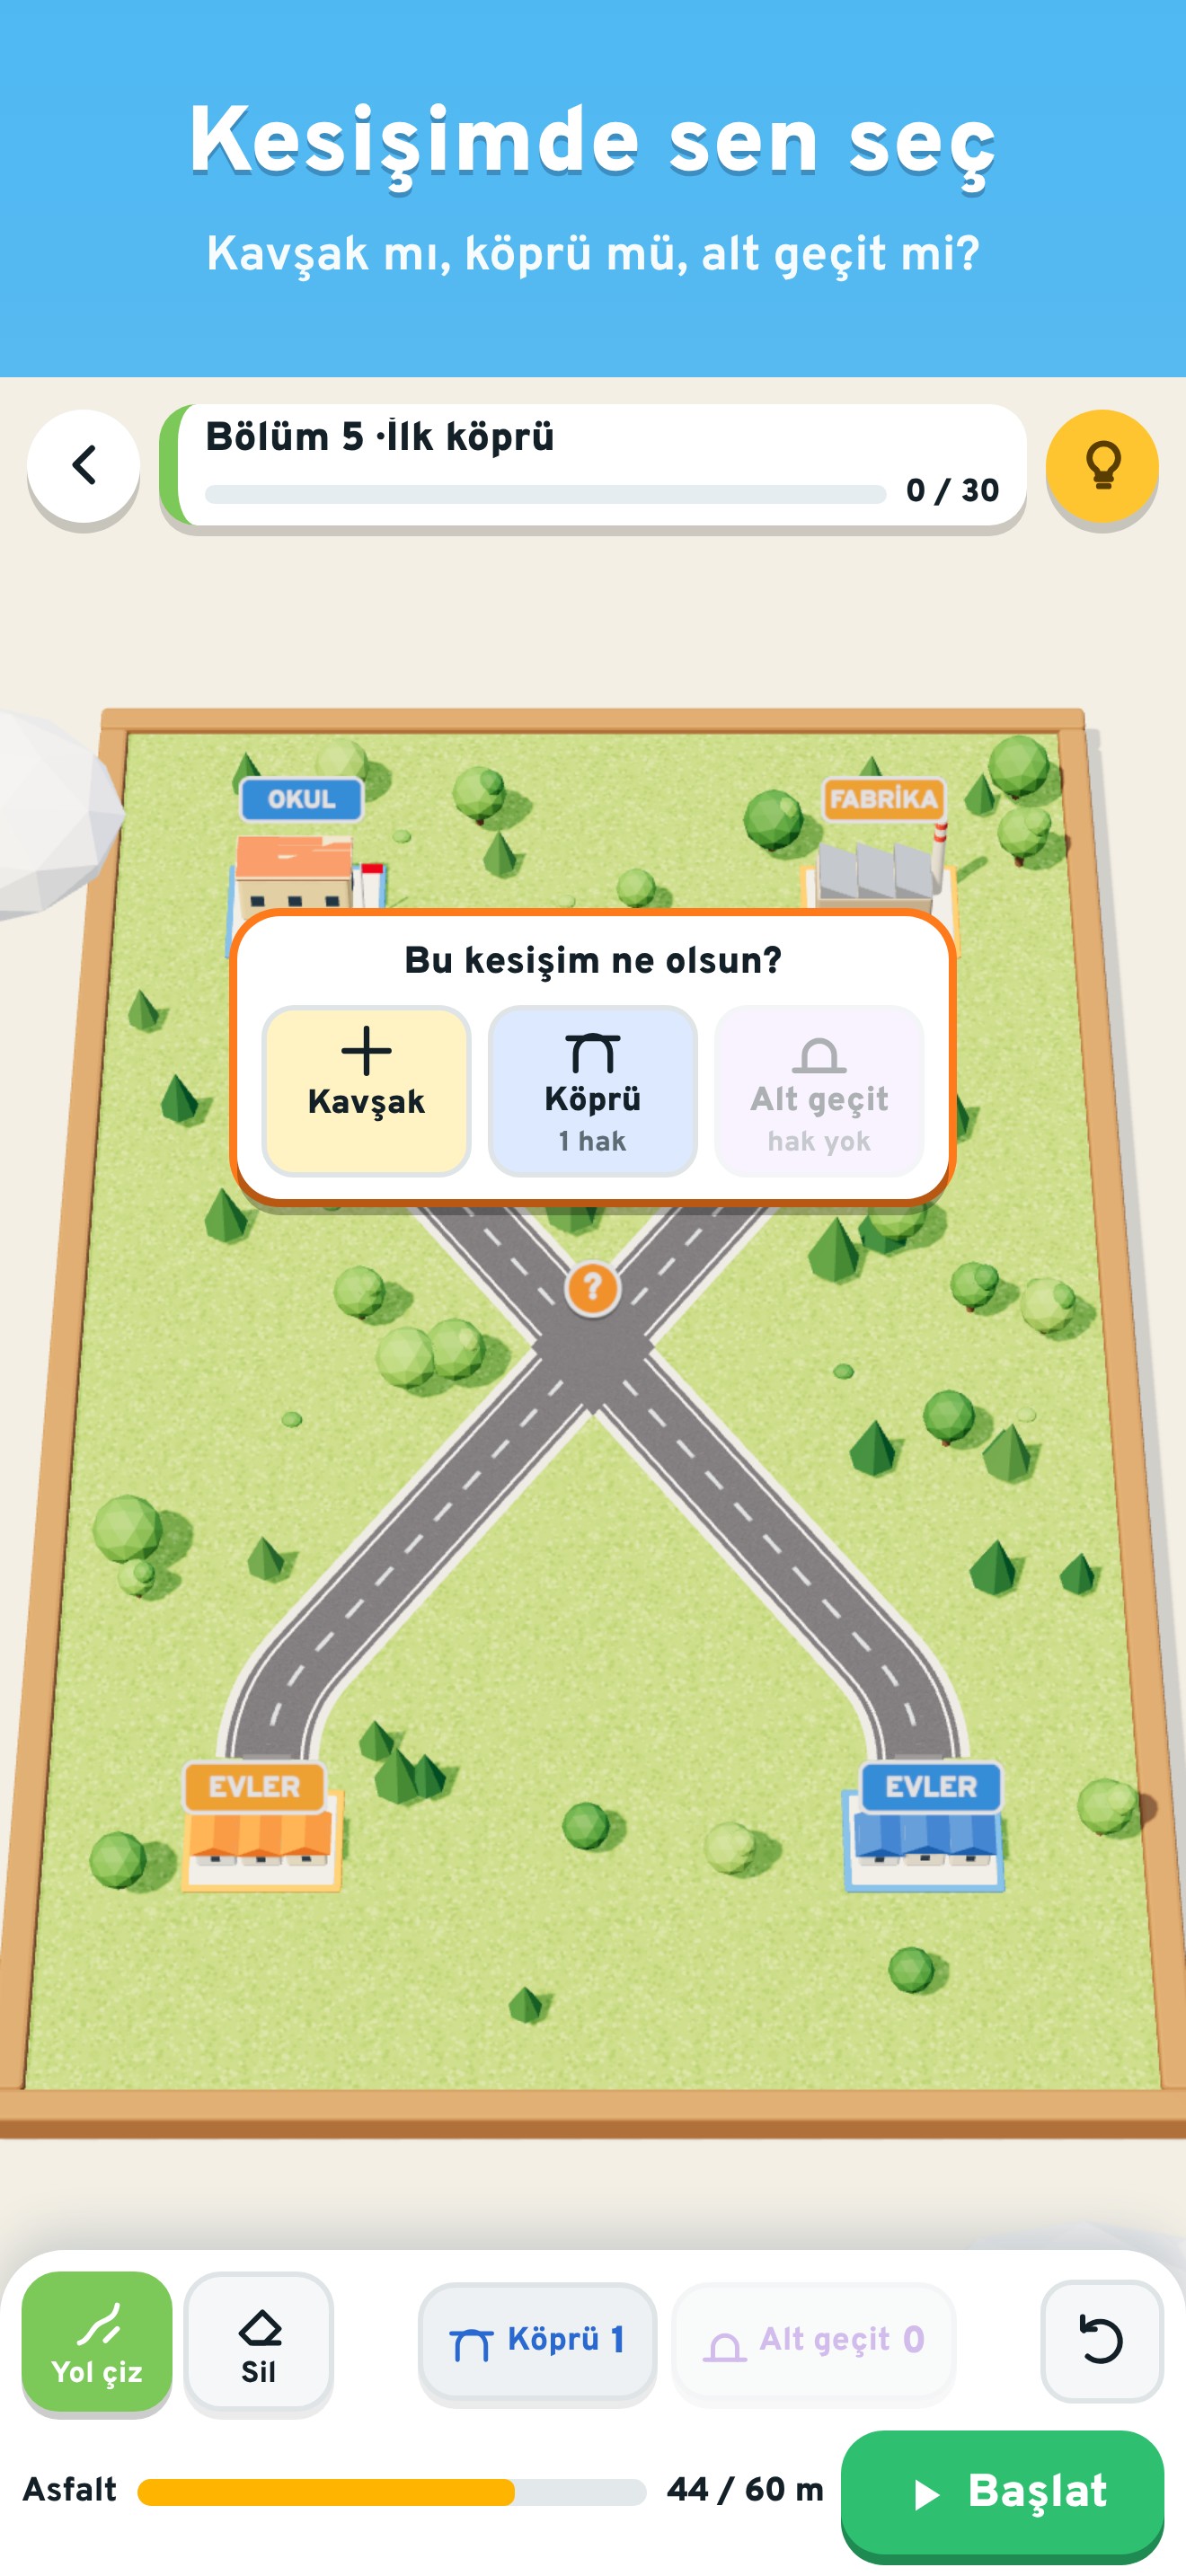 Kesişimde sen seç
Kavşak mı, köprü mü, alt geçit mi?
Bölüm 5 ·İlk köprü
0 / 30
OKUL
FABRİKA
Bu kesişim ne olsun?
Kavşak
Köprü
1 hak
Alt geçit
hak yok
?
EVLER
EVLER
Yol çiz
Sil
Köprü 1
Alt geçit 0
Asfalt
44 / 60 m
Başlat